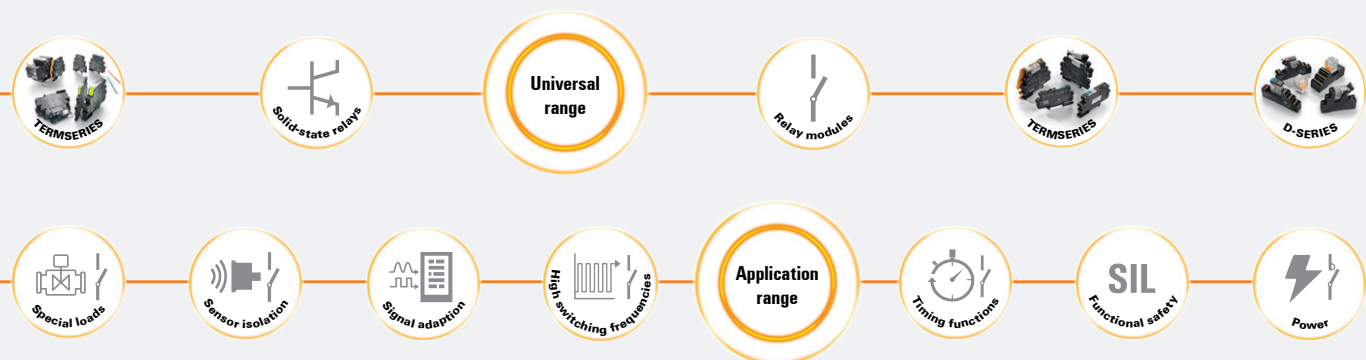 TERMSERIES
Solid-state relays
Universal
range
Relay modules
TERMSERIES
D-SERIES
Special loads
Sensor isolation
Signal adaption
High switching frequencies
Application
range
Timing functions
SIL
Functional safety
Power